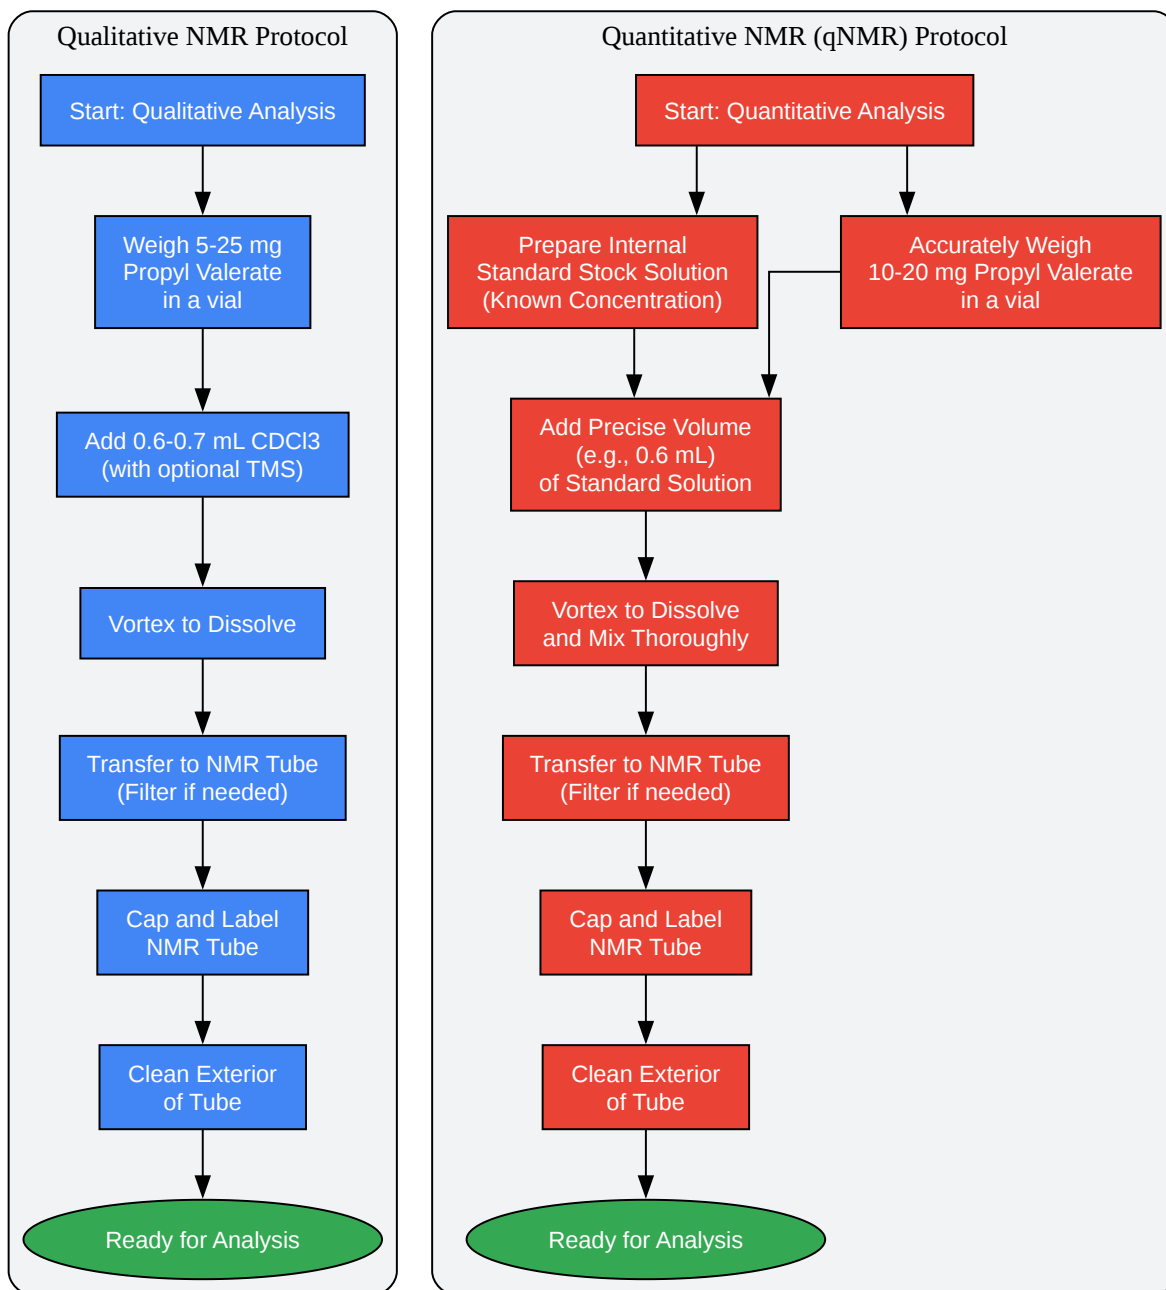 Qualitative NMR Protocol
Start: Qualitative Analysis
Weigh 5-25 mg
Propyl Valerate
in a vial
Add 0.6-0.7 mL CDCl3
(with optional TMS)
Vortex to Dissolve
Transfer to NMR Tube
(Filter if needed)
Cap and Label
NMR Tube
Clean Exterior
of Tube
Ready for Analysis
Quantitative NMR (qNMR) Protocol
Start: Quantitative Analysis
Prepare Internal
Standard Stock Solution
(Known Concentration)
Accurately Weigh
10-20 mg Propyl Valerate
in a vial
Add Precise Volume
(e.g., 0.6 mL)
of Standard Solution
Vortex to Dissolve
and Mix Thoroughly
Transfer to NMR Tube
(Filter if needed)
Cap and Label
NMR Tube
Clean Exterior
of Tube
Ready for Analysis